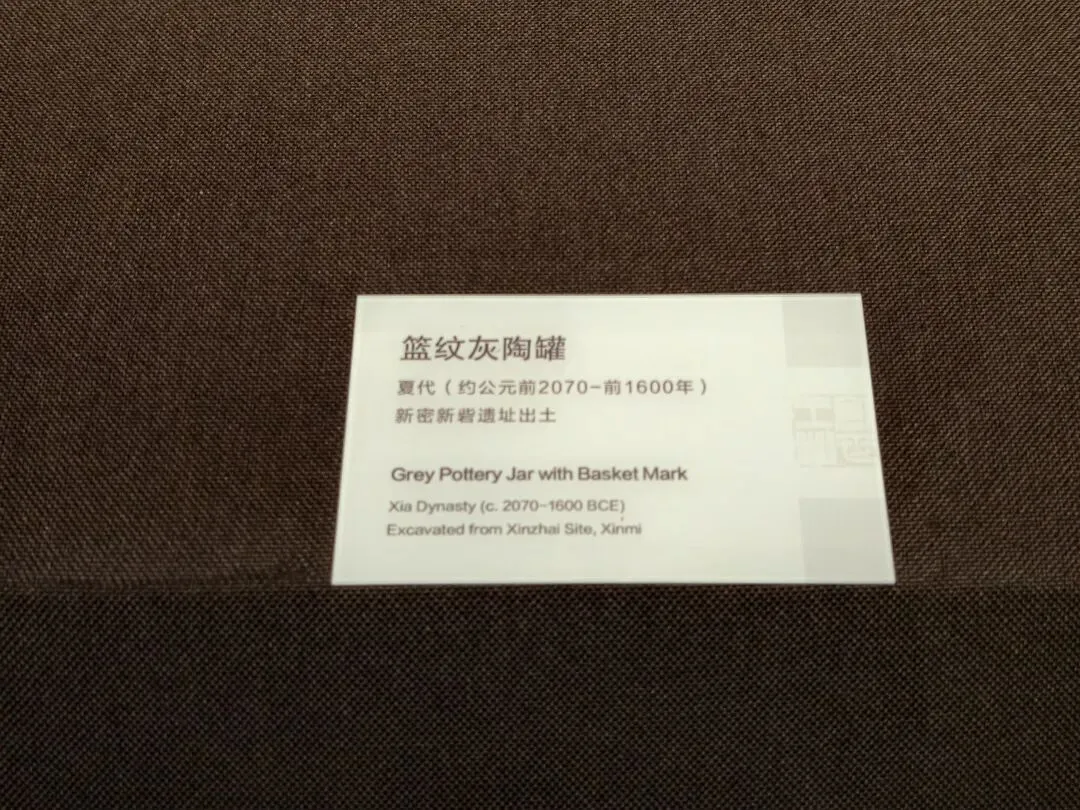 篮纹灰陶罐
夏代（约公元前2070-前1600年）
新密新砦遗址出土
Grey Pottery Jar with Basket Mark
Xia Dynasty (c. 2070-1600 BCE)
Excavated from Xinzhai Site, Xinmi